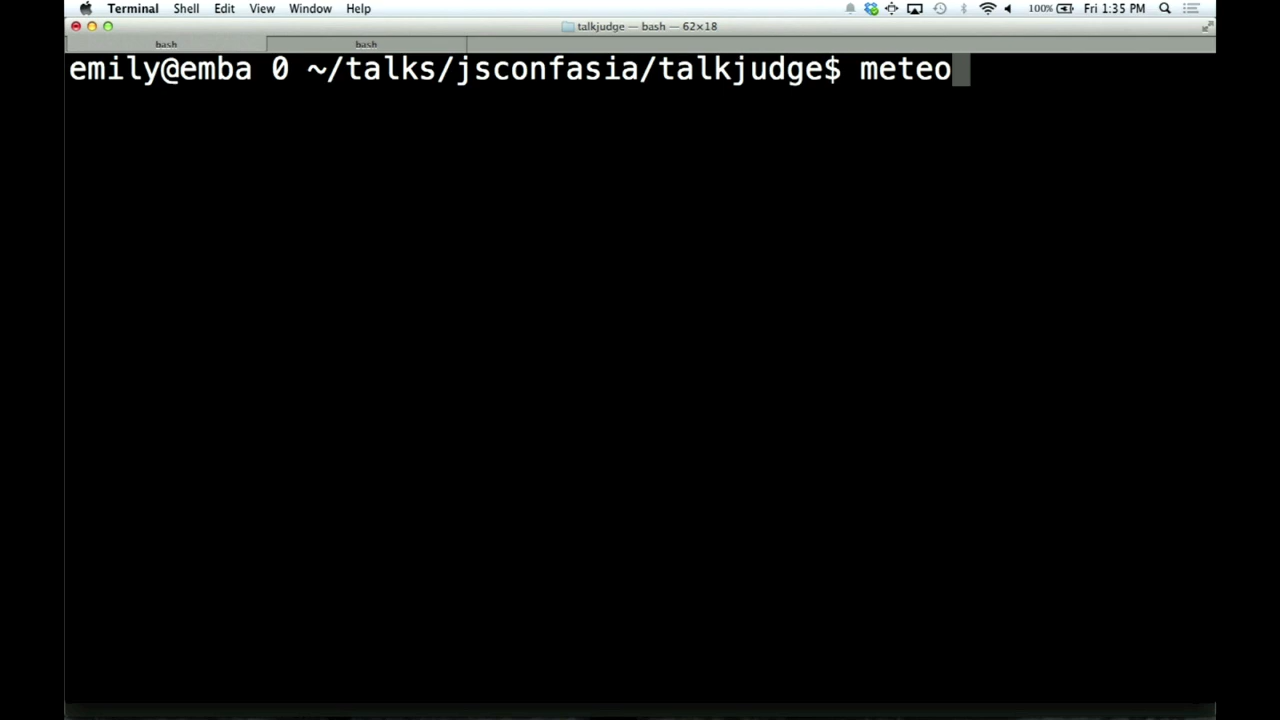 Terminal Shell Edit View Window Help 100% Fri 1:35 PM
talkjudge — bash — 62×18
bash bash
emily@emba 0 ~/talks/jsconfasia/talkjudge$ meteo